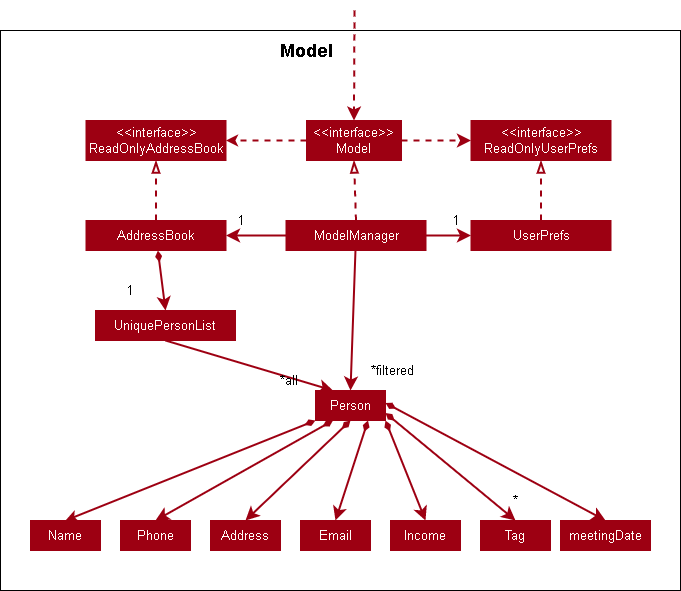 Model
<<interface>>
ReadOnlyAddressBook
<<interface>>
Model
<<interface>>
ReadOnlyUserPrefs
1
1
AddressBook
ModelManager
UserPrefs
1
UniquePersonList
*all
*filtered
Person
*
Name
Phone
Address
Email
Income
Tag
meetingDate